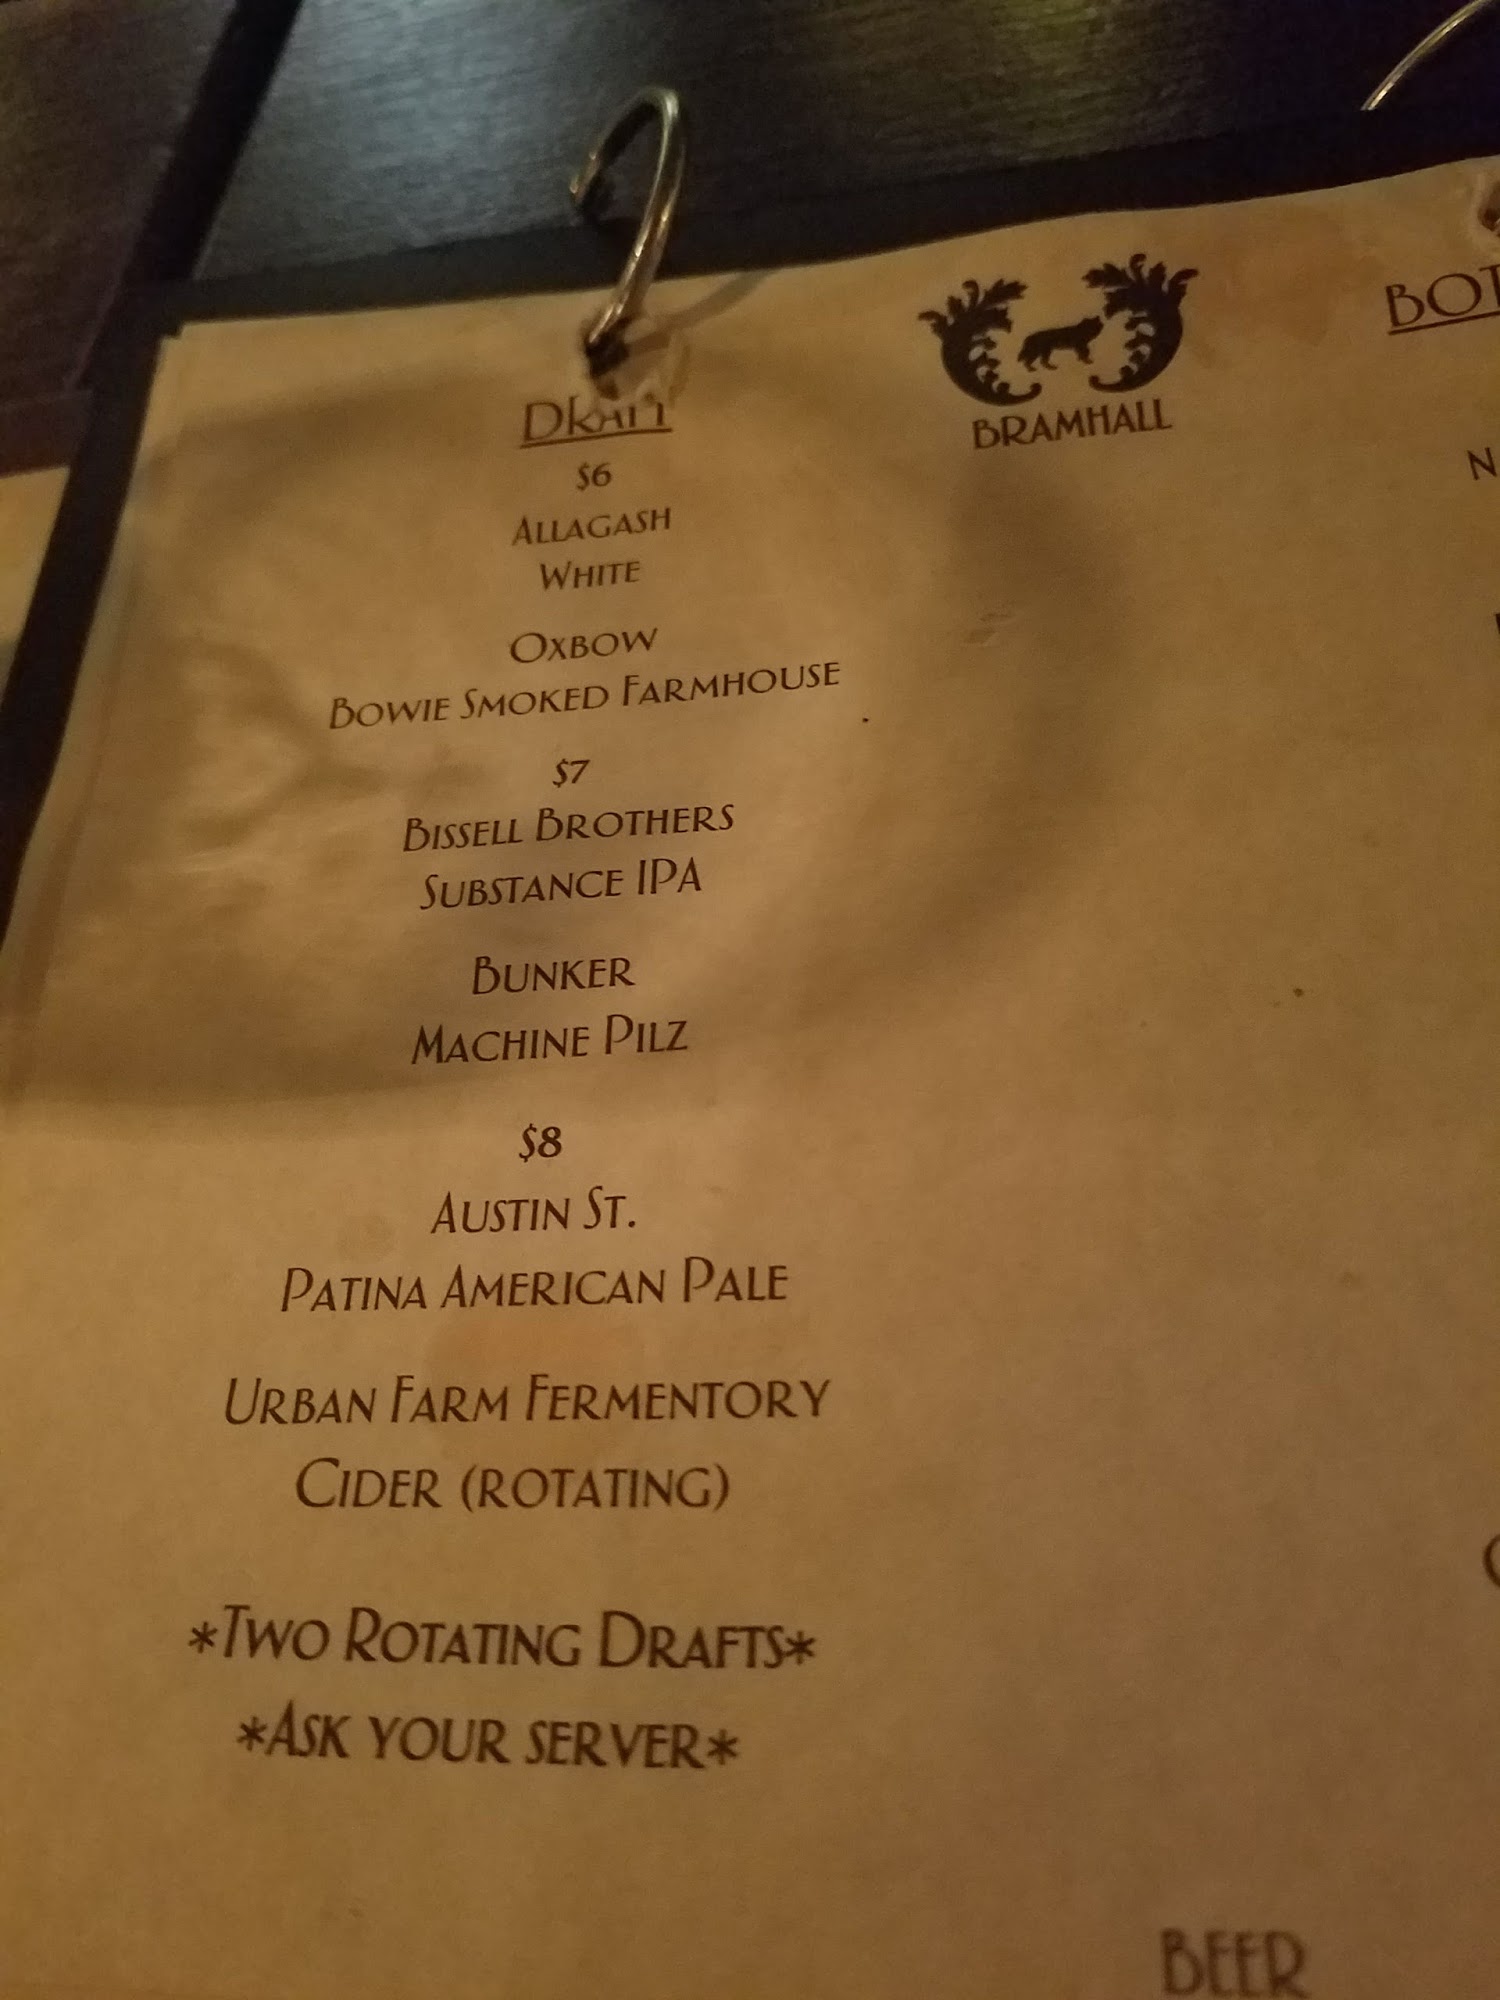 DRAFT
$6
ALLAGASH
WHITE
OXBOW
BOWIE SMOKED FARMHOUSE
$7
BISSELL BROTHERS
SUBSTANCE IPA
BUNKER
MACHINE PILZ
$8
AUSTIN ST.
PATINA AMERICAN PALE
URBAN FARM FERMENTORY
CIDER (ROTATING)
*TWO ROTATING DRAFTS*
*ASK YOUR SERVER*
BRAMHALL
BEER